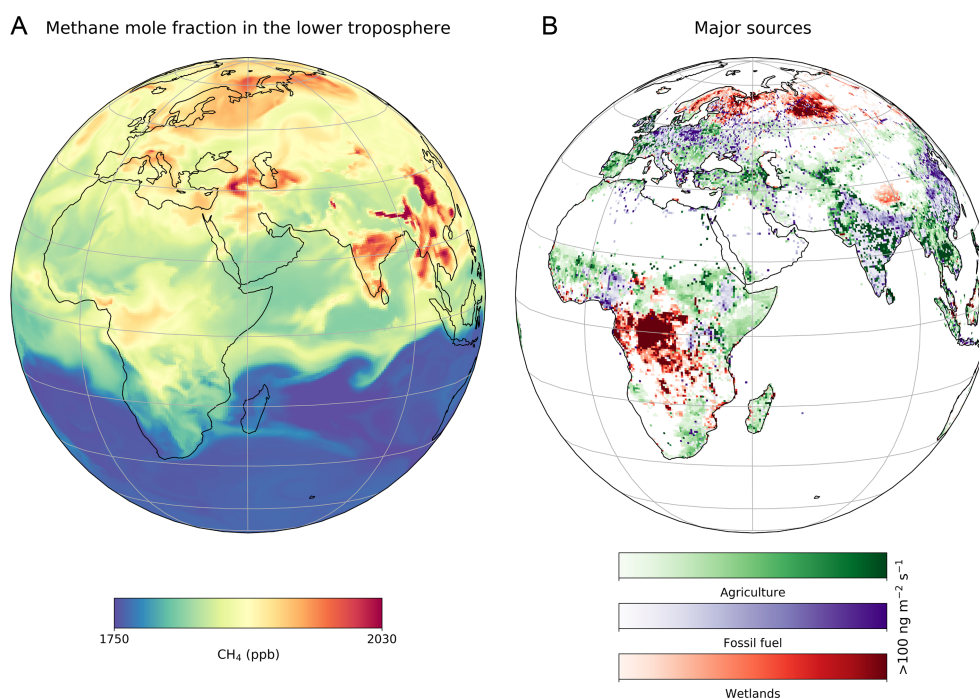 A Methane mole fraction in the lower troposphere
B Major sources
1750 2030
CH₄ (ppb)
Agriculture
Fossil fuel
Wetlands
>100 ng m⁻² s⁻¹